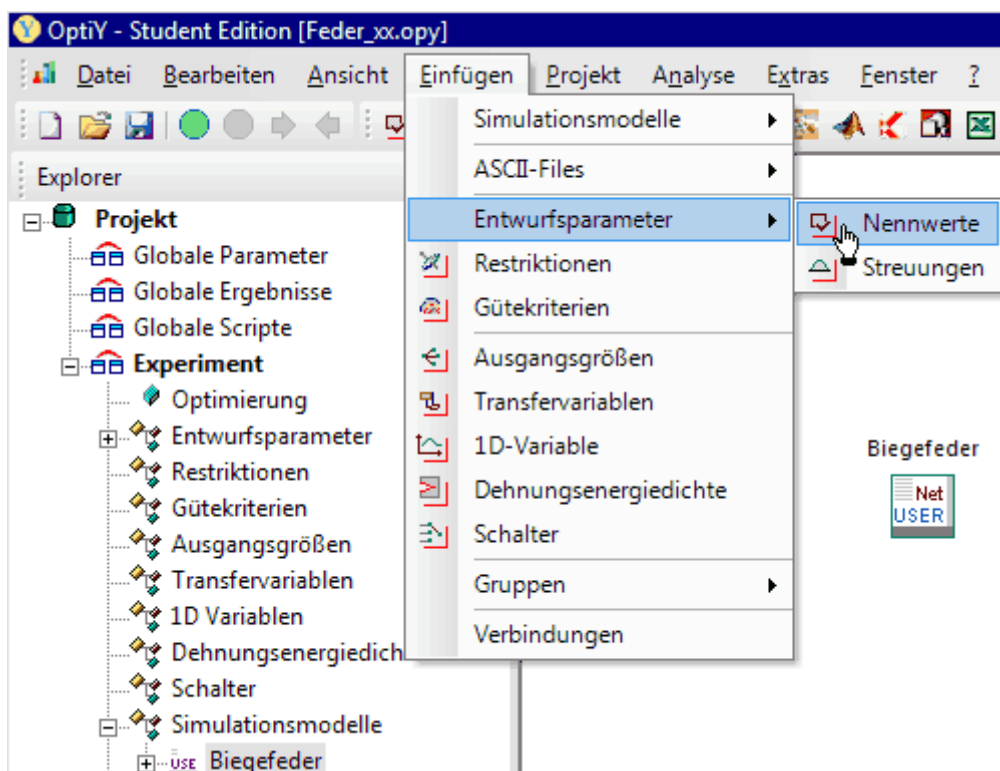 OptiY - Student Edition [Feder_xx.opy]
Datei Bearbeiten Ansicht Einfügen Projekt Analyse Extras Fenster ?
Explorer
Projekt
Globale Parameter
Globale Ergebnisse
Globale Scripte
Experiment
Optimierung
Entwurfsparameter
Restriktionen
Gütekriterien
Ausgangsgrößen
Transfervariablen
1D Variablen
Dehnungsenergiedich
Schalter
Simulationsmodelle
USE Biegefeder
Simulationsmodelle
ASCII-Files
Entwurfsparameter
Restriktionen
Gütekriterien
Ausgangsgrößen
Transfervariablen
1D-Variable
Dehnungsenergiedichte
Schalter
Gruppen
Verbindungen
Nennwerte
Streuungen
Biegefeder
Net
USER